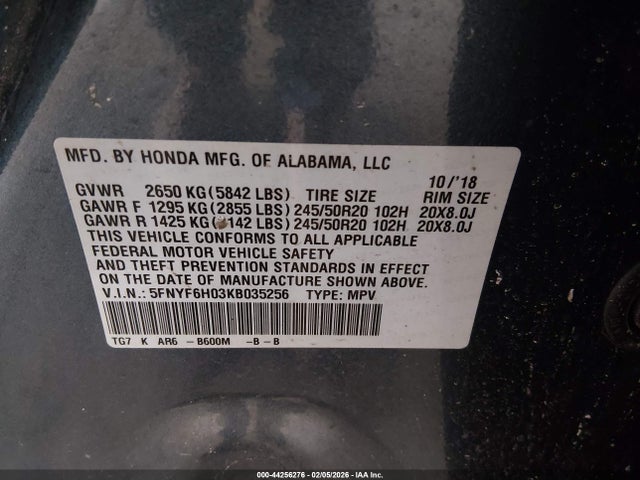 MFD. BY HONDA MFG. OF ALABAMA, LLC 10/'18
GVWR 2650 KG(5842 LBS) TIRE SIZE RIM SIZE
GAWR F 1295 KG(2855 LBS) 245/50R20 102H 20X8.0J
GAWR R 1425 KG( 142 LBS) 245/50R20 102H 20X8.0J
THIS VEHICLE CONFORMS TO ALL APPLICABLE
FEDERAL MOTOR VEHICLE SAFETY
AND THEFT PREVENTION STANDARDS IN EFFECT
ON THE DATE OF MANUFACTURE SHOWN ABOVE.
V.I.N.: 5FNYF6H03KB035256 TYPE: MPV
TG7 K AR6 -B600M -B-B
000-44256276 - 02/05/2026 - IAA Inc.